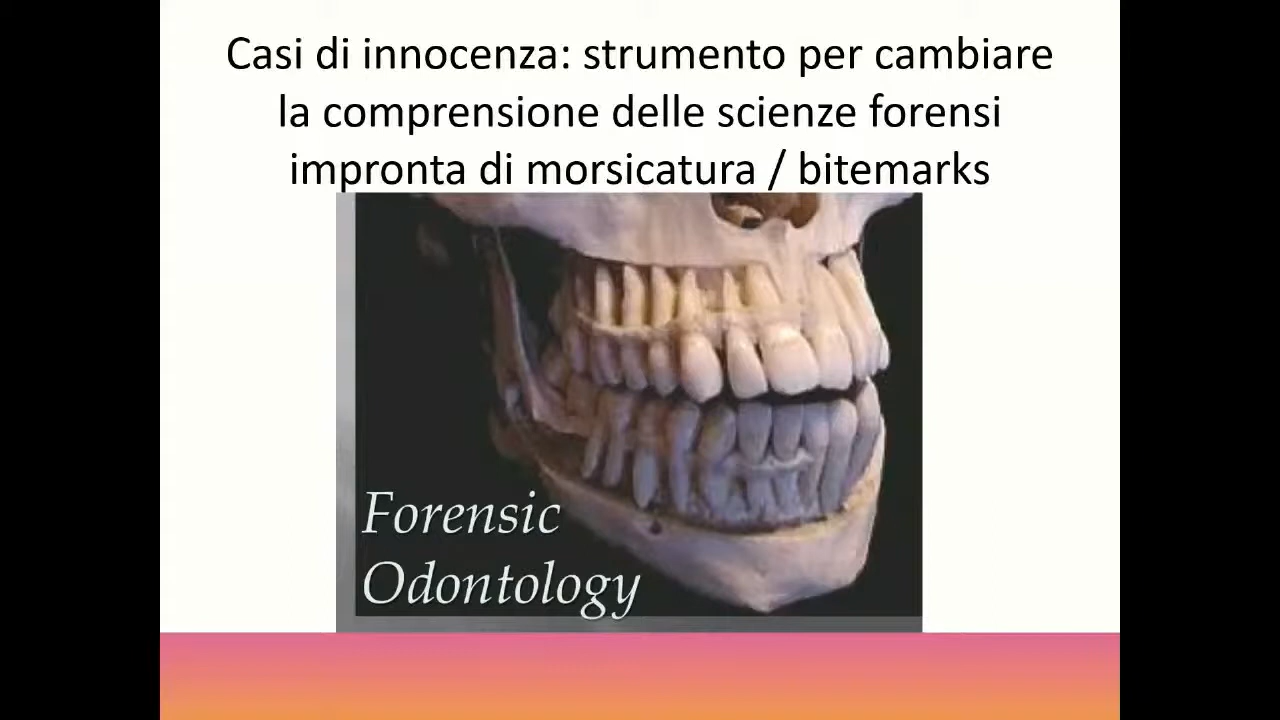 Casi di innocenza: strumento per cambiare
la comprensione delle scienze forensi
impronta di morsicatura / bitemarks
Forensic
Odontology